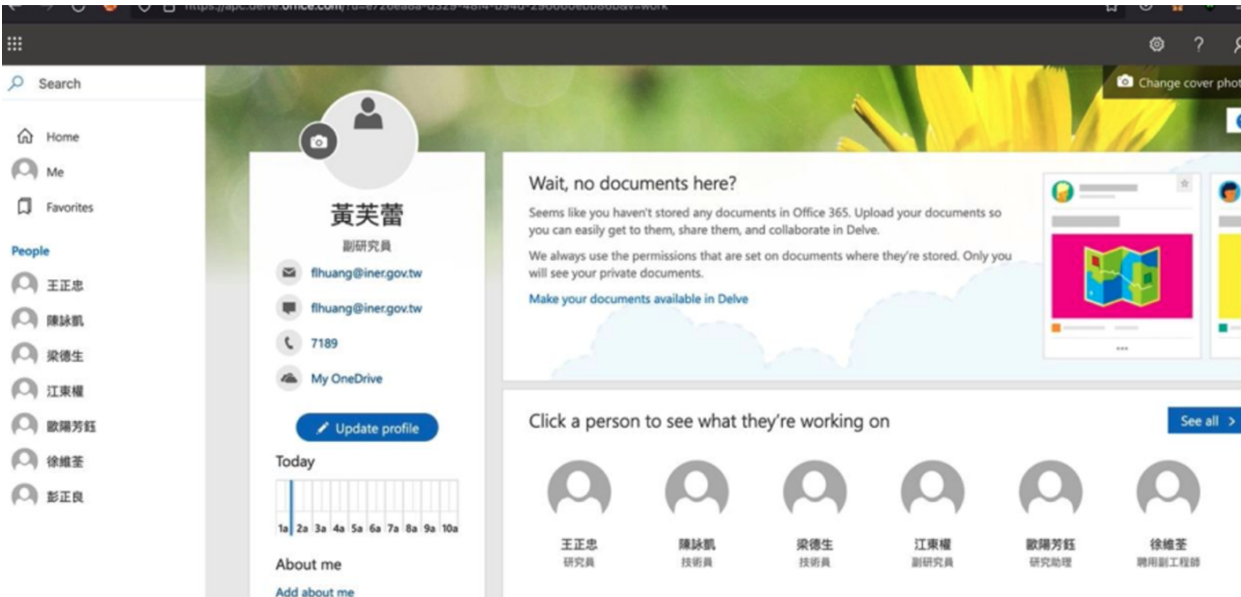 Search
Change cover phot
Home
Me
Favorites
People
王正忠
陳詠凱
梁德生
江東權
歐陽芳鈺
徐維荃
彭正良
黃芙蕾
副研究員
flhuang@iner.gov.tw
flhuang@iner.gov.tw
7189
My OneDrive
Update profile
Today
1a 2a 3a 4a 5a 6a 7a 8a 9a 10a
About me
Add about me
Wait, no documents here?
Seems like you haven't stored any documents in Office 365. Upload your documents so
you can easily get to them, share them, and collaborate in Delve.
We always use the permissions that are set on documents where they're stored. Only you
will see your private documents.
Make your documents available in Delve
Click a person to see what they're working on
See all
王正忠
研究員
陳詠凱
技術員
梁德生
技術員
江東權
副研究員
歐陽芳鈺
研究助理
徐維荃
聘用副工程師